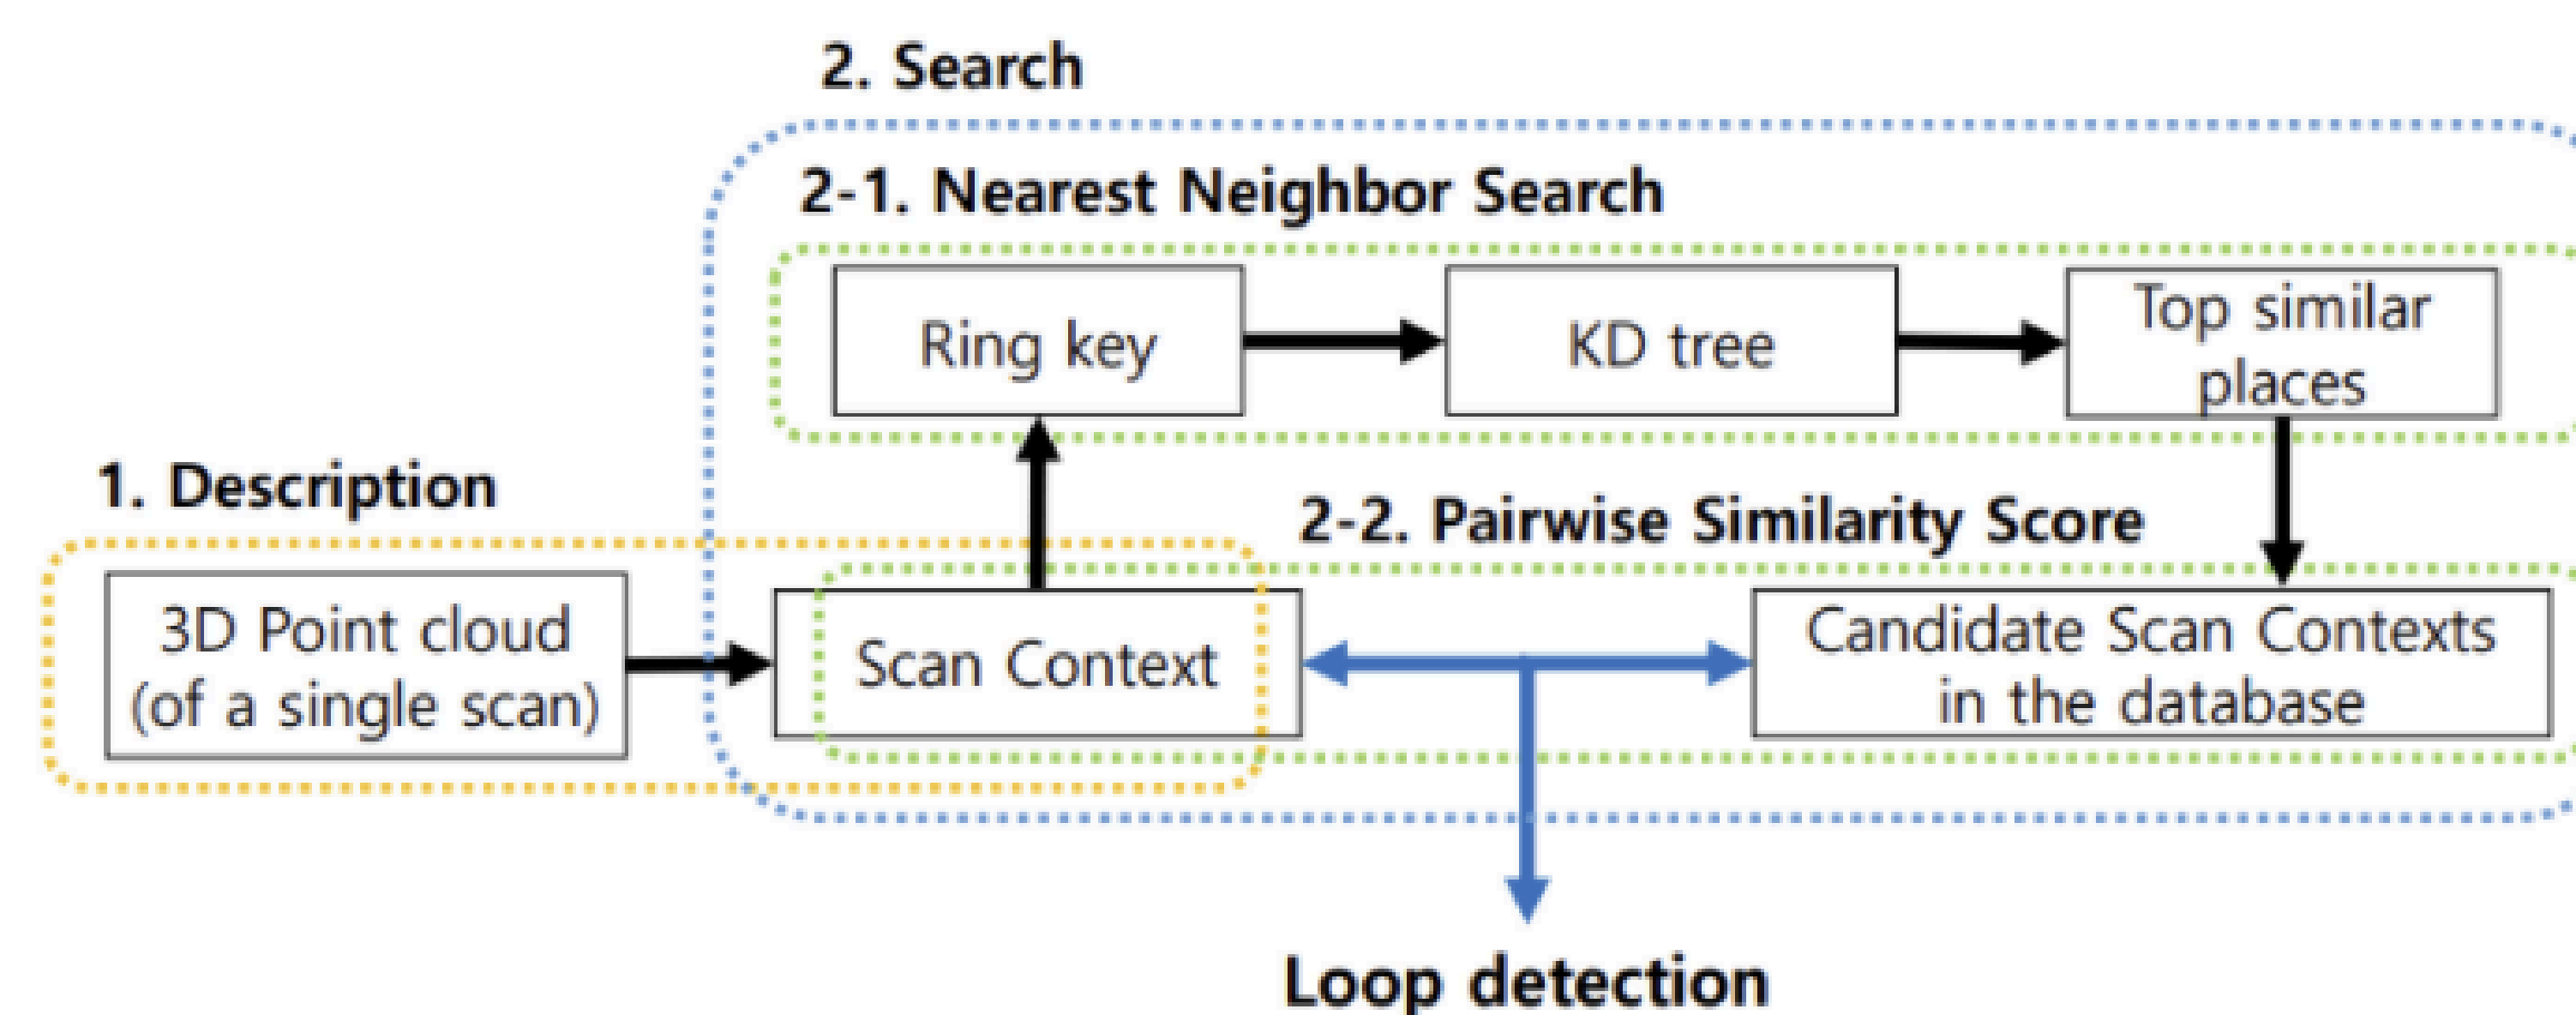 2. Search
2-1. Nearest Neighbor Search
Ring key
KD tree
Top similar
places
1. Description
2-2. Pairwise Similarity Score
3D Point cloud
(of a single scan)
Scan Context
Candidate Scan Contexts
in the database
Loop detection